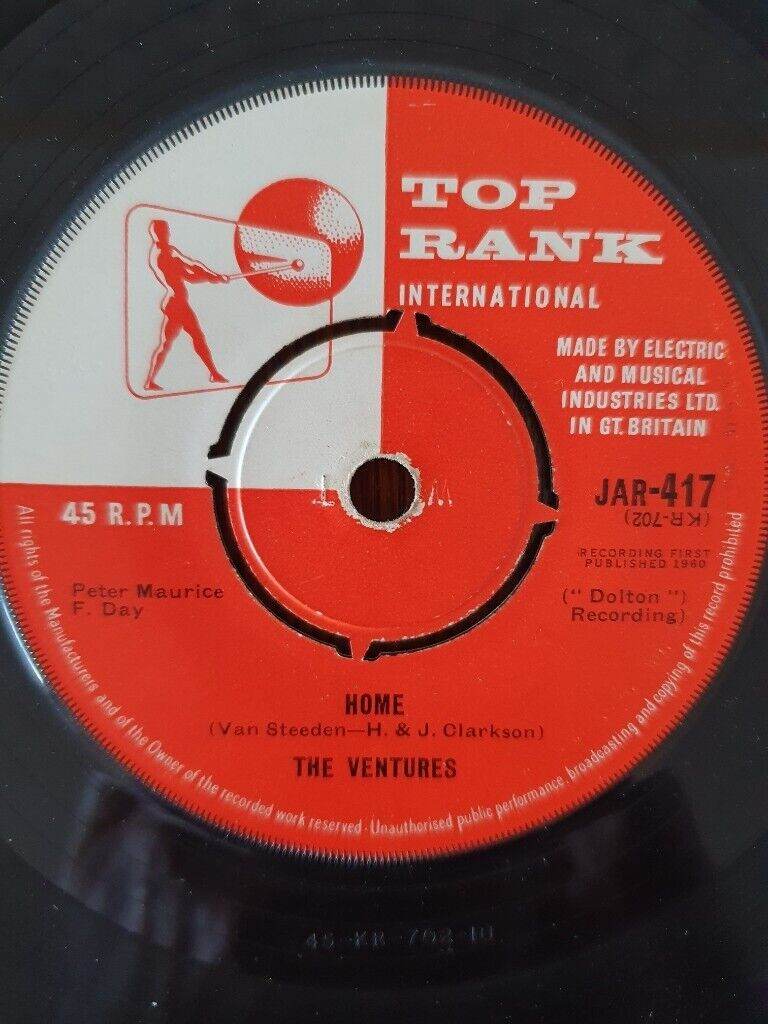 TOP
RANK
INTERNATIONAL
MADE BY ELECTRIC
AND MUSICAL
INDUSTRIES LTD.
IN GT. BRITAIN
45 R.P.M
JAR-417
(KR-702)
RECORDING FIRST
PUBLISHED 1960
Peter Maurice
F. Day
("Dolton")
Recording)
HOME
(Van Steeden—H. & J. Clarkson)
THE VENTURES
All rights of the Manufacturers and of the Owner of the recorded work reserved · Unauthorised public performance, broadcasting and copying of this record prohibited